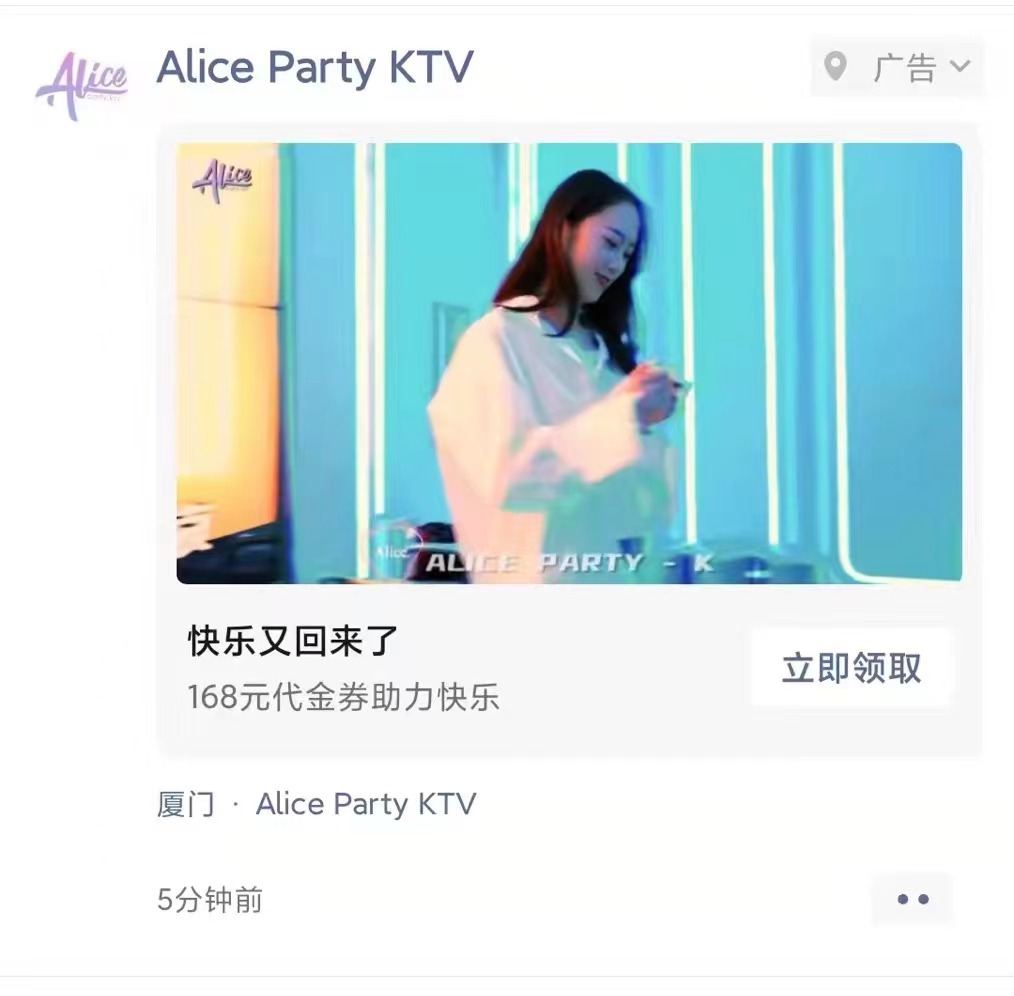 Alice
Alice Party KTV
广告
Alice
Alice
ALICE PARTY - K
快乐又回来了
168元代金券助力快乐
立即领取
厦门 · Alice Party KTV
5分钟前